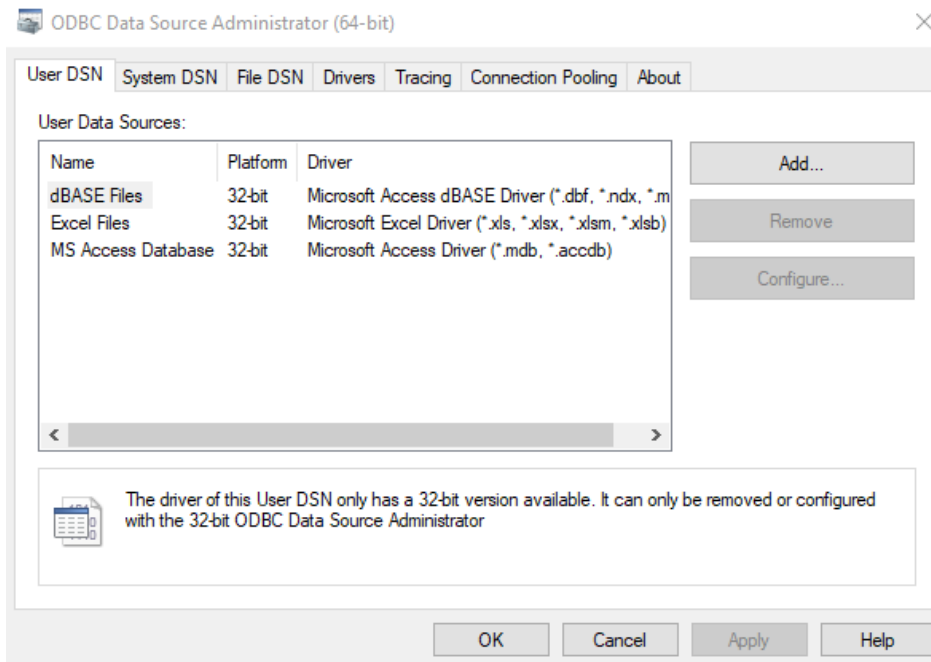 ODBC Data Source Administrator (64-bit)
User DSN System DSN File DSN Drivers Tracing Connection Pooling About
User Data Sources:
Name Platform Driver
dBASE Files 32-bit Microsoft Access dBASE Driver (*.dbf, *.ndx, *.m
Excel Files 32-bit Microsoft Excel Driver (*.xls, *.xlsx, *.xlsm, *.xlsb)
MS Access Database 32-bit Microsoft Access Driver (*.mdb, *.accdb)
Add...
Remove
Configure...
The driver of this User DSN only has a 32-bit version available. It can only be removed or configured
with the 32-bit ODBC Data Source Administrator
OK Cancel Apply Help